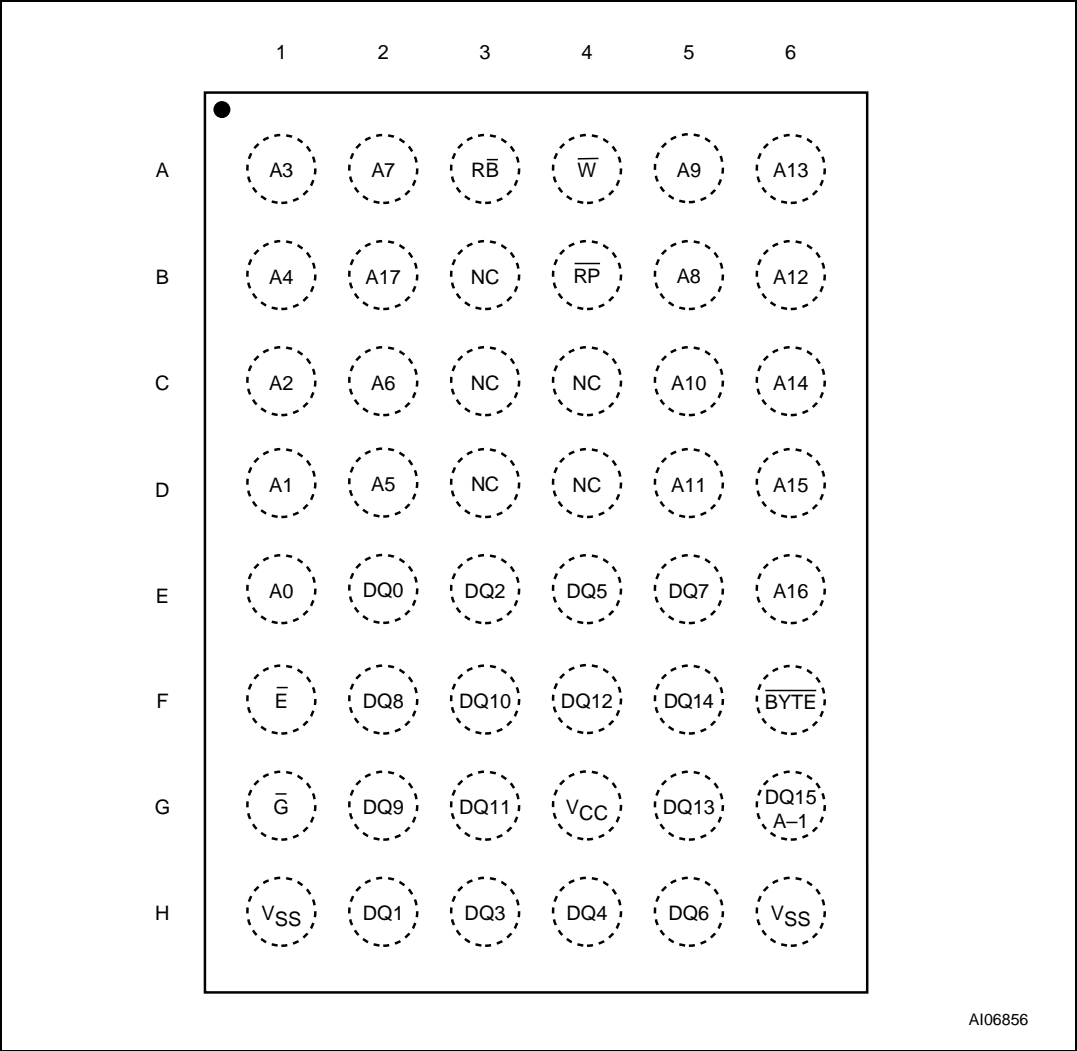 1 2 3 4 5 6
A A3 A7 RB̅ W̅ A9 A13
B A4 A17 NC R̅P̅ A8 A12
C A2 A6 NC NC A10 A14
D A1 A5 NC NC A11 A15
E A0 DQ0 DQ2 DQ5 DQ7 A16
F E̅ DQ8 DQ10 DQ12 DQ14 B̅Y̅T̅E̅
G G̅ DQ9 DQ11 VCC DQ13 DQ15
A–1
H VSS DQ1 DQ3 DQ4 DQ6 VSS
AI06856